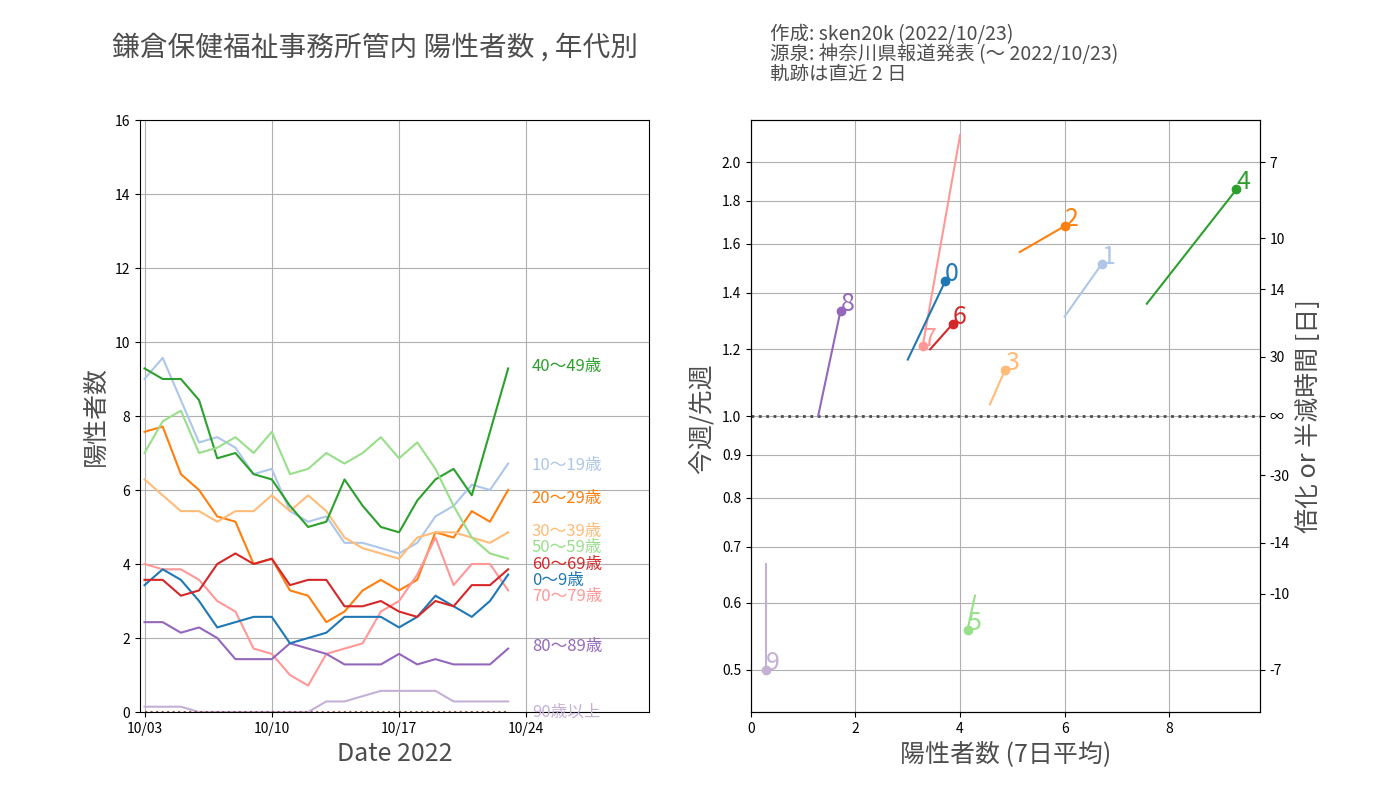 鎌倉保健福祉事務所管内 陽性者数 , 年代別
作成: sken20k (2022/10/23)
源泉: 神奈川県報道発表 (～ 2022/10/23)
軌跡は直近 2 日
陽性者数
16
14
12
10
8
6
4
2
0
10/03
10/10
10/17
10/24
Date 2022
40～49歳
10～19歳
20～29歳
30～39歳
50～59歳
60～69歳
0～9歳
70～79歳
80～89歳
90歳以上
今週/先週
2.0
1.8
1.6
1.4
1.2
1.0
0.9
0.8
0.7
0.6
0.5
0
2
4
6
8
陽性者数 (7日平均)
4
2
1
0
8
6
7
3
5
9
7
10
14
30
∞
-30
-14
-10
-7
倍化 or 半減時間 [日]